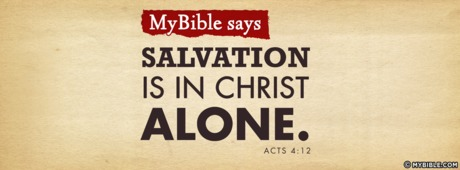 MyBible says
SALVATION
IS IN CHRIST
ALONE.
ACTS 4:12
© MYBIBLE.COM